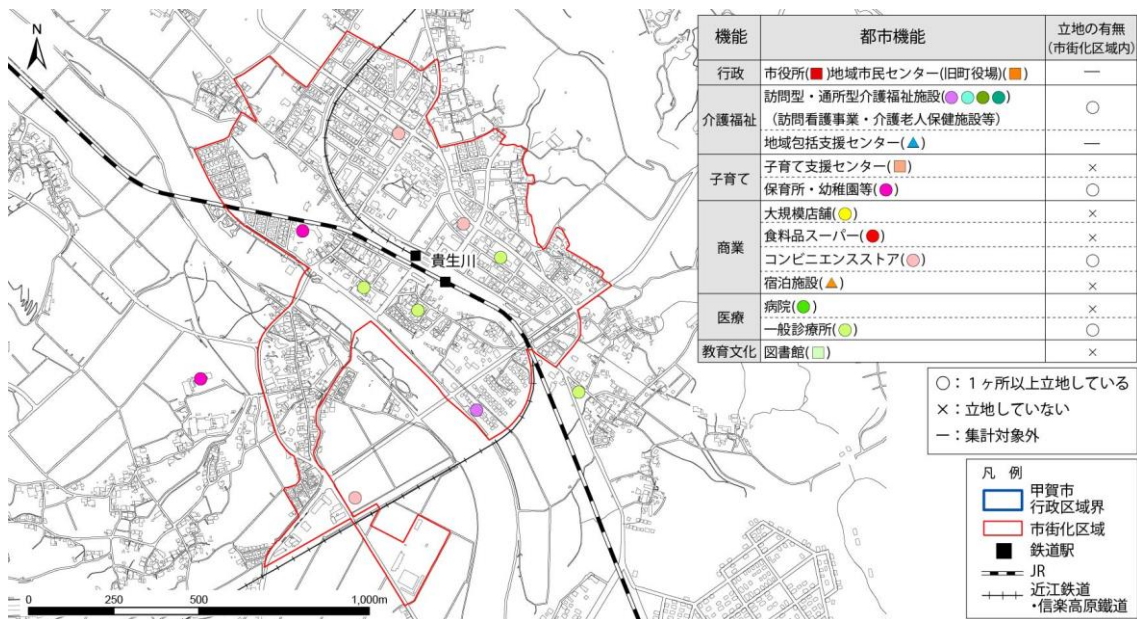 N
貴生川
0 250 500 1,000m
機能 都市機能 立地の有無
(市街化区域内)
行政 市役所(■)地域市民センター(旧町役場)(■) ―
介護福祉 訪問型・通所型介護福祉施設(●●●●) ○
(訪問看護事業・介護老人保健施設等)
地域包括支援センター(▲) ―
子育て 子育て支援センター(■) ×
保育所・幼稚園等(●) ○
商業 大規模店舗(●) ×
食料品スーパー(●) ×
コンビニエンスストア(●) ○
宿泊施設(▲) ×
医療 病院(●) ×
一般診療所(●) ○
教育文化 図書館(■) ×
○:1ヶ所以上立地している
×:立地していない
―:集計対象外
凡 例
甲賀市
行政区域界
市街化区域
鉄道駅
JR
近江鉄道
・信楽高原鐵道